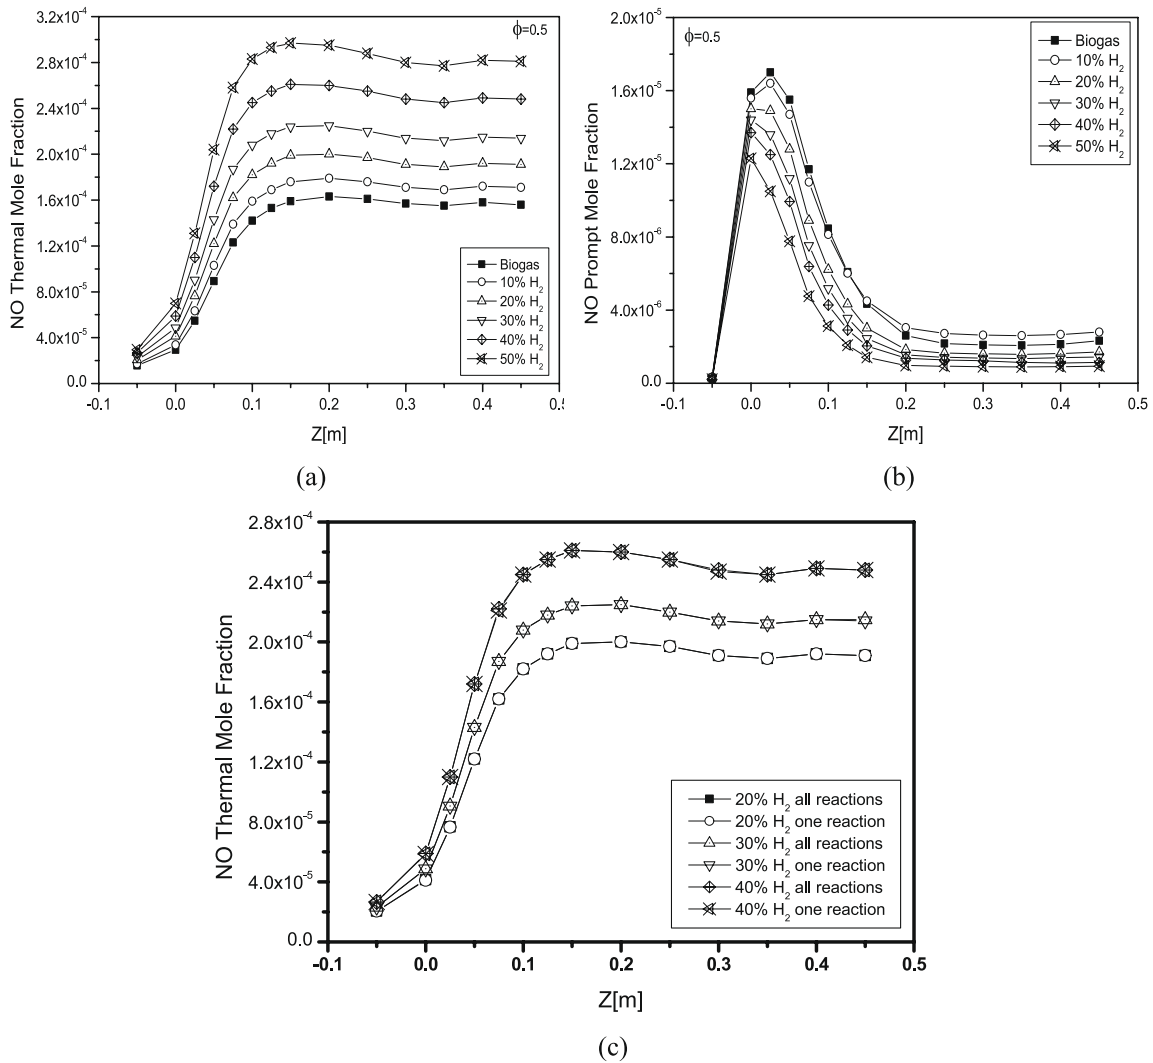 3.2x10⁻⁴
2.8x10⁻⁴
2.4x10⁻⁴
2.0x10⁻⁴
1.6x10⁻⁴
1.2x10⁻⁴
8.0x10⁻⁵
4.0x10⁻⁵
0.0
NO Thermal Mole Fraction
ϕ=0.5
Biogas
10% H₂
20% H₂
30% H₂
40% H₂
50% H₂
-0.1 0.0 0.1 0.2 0.3 0.4
Z[m]
(a)
2.0x10⁻⁵
1.6x10⁻⁵
1.2x10⁻⁵
8.0x10⁻⁶
4.0x10⁻⁶
0.0
NO Prompt Mole Fraction
ϕ=0.5
Biogas
10% H₂
20% H₂
30% H₂
40% H₂
50% H₂
-0.1 0.0 0.1 0.2 0.3 0.4 0.5
Z[m]
(b)
2.8x10⁻⁴
2.4x10⁻⁴
2.0x10⁻⁴
1.6x10⁻⁴
1.2x10⁻⁴
8.0x10⁻⁵
4.0x10⁻⁵
0.0
NO Thermal Mole Fraction
20% H₂ all reactions
20% H₂ one reaction
30% H₂ all reactions
30% H₂ one reaction
40% H₂ all reactions
40% H₂ one reaction
-0.1 0.0 0.1 0.2 0.3 0.4 0.5
Z[m]
(c)